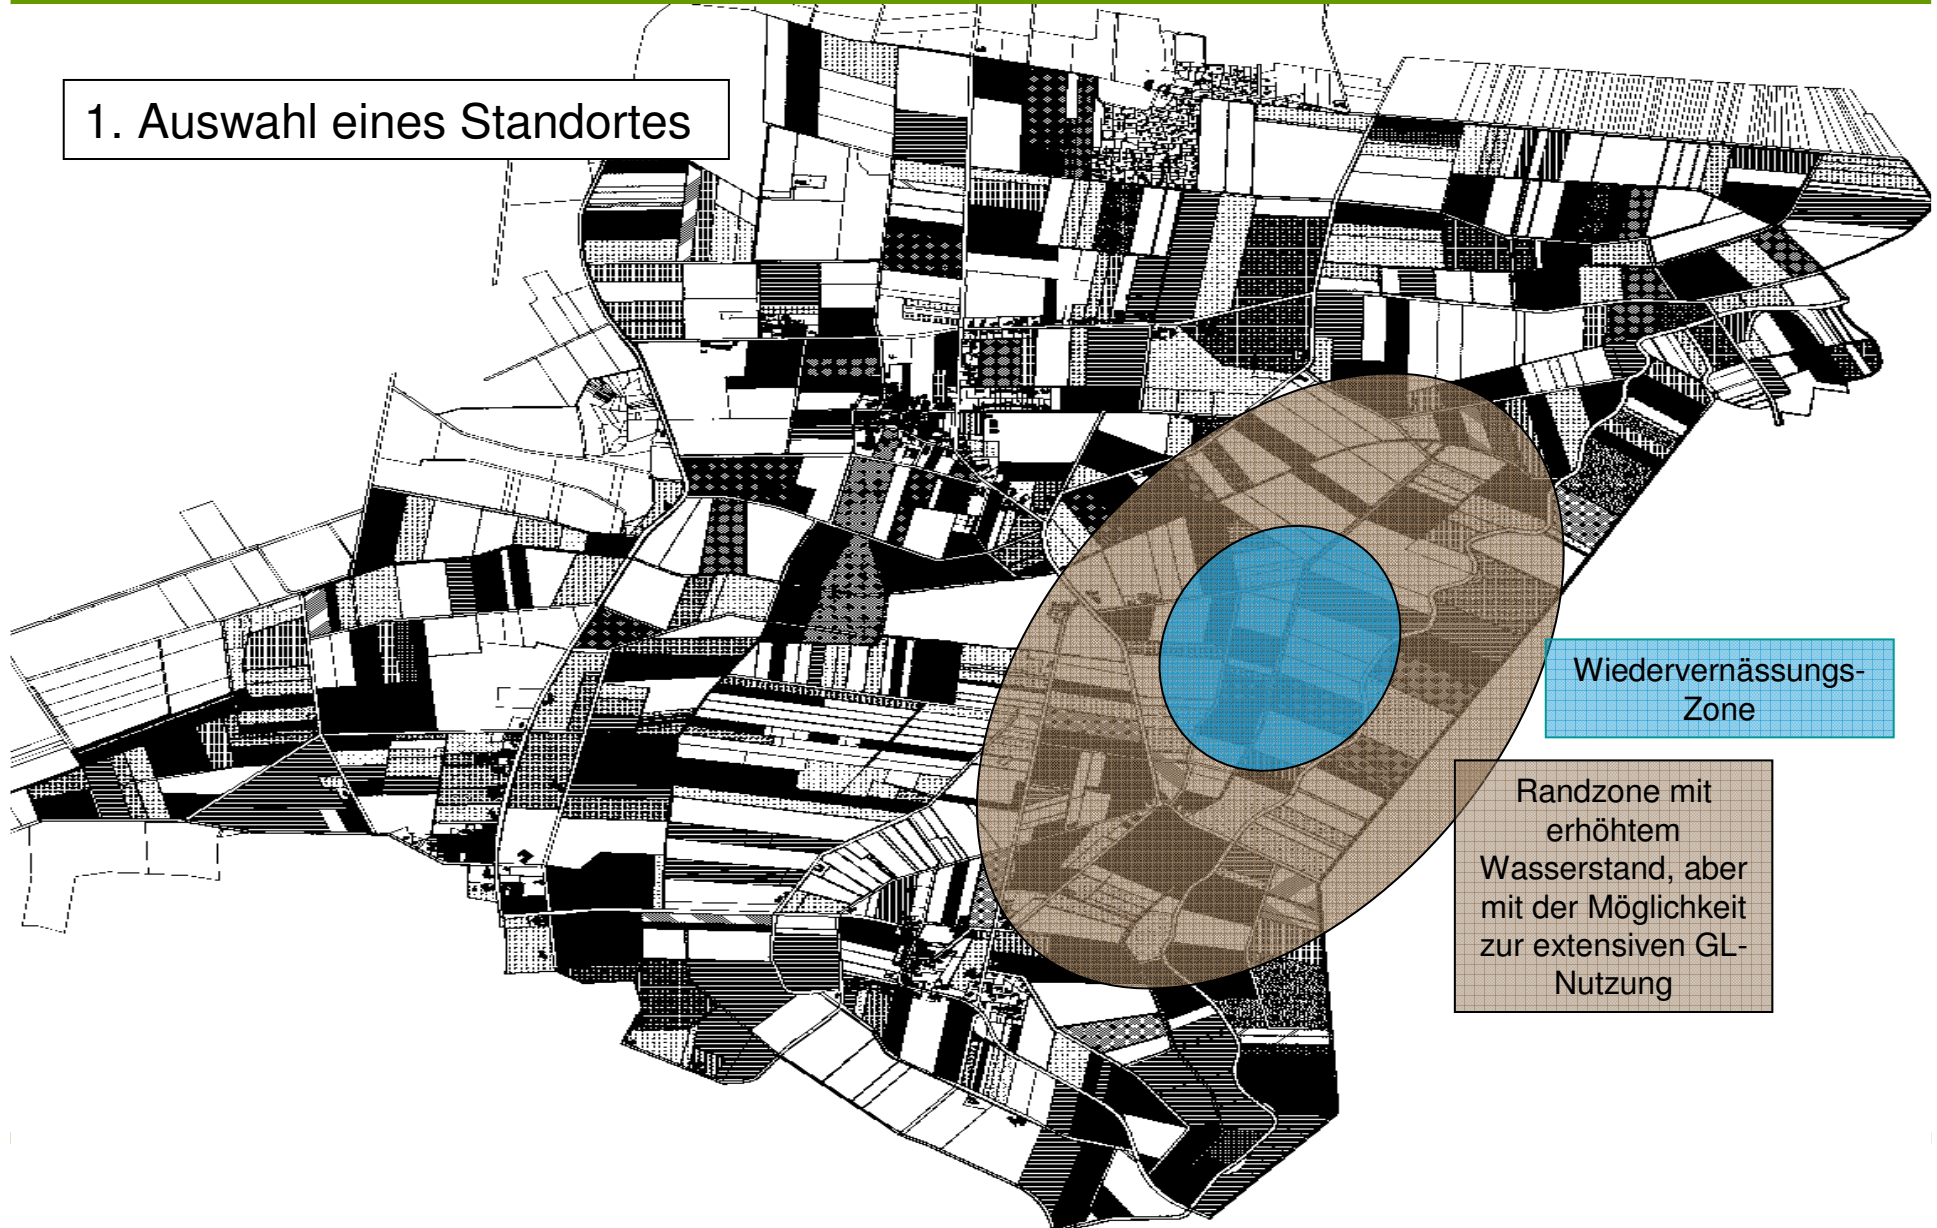 1. Auswahl eines Standortes
Wiedervernässungs-
Zone
Randzone mit
erhöhtem
Wasserstand, aber
mit der Möglichkeit
zur extensiven GL-
Nutzung